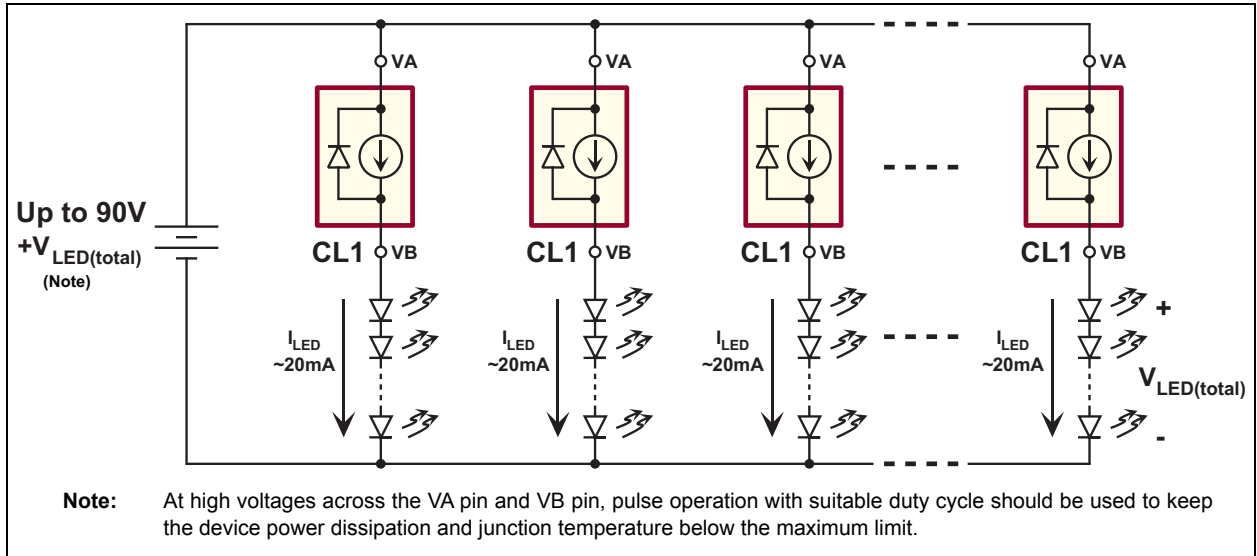 VA
VA
VA
VA
Up to 90V
+VLED(total)
(Note)
CL1
VB
CL1
VB
CL1
VB
CL1
VB
ILED
~20mA
ILED
~20mA
ILED
~20mA
ILED
~20mA
+
VLED(total)
-
Note: At high voltages across the VA pin and VB pin, pulse operation with suitable duty cycle should be used to keep
the device power dissipation and junction temperature below the maximum limit.